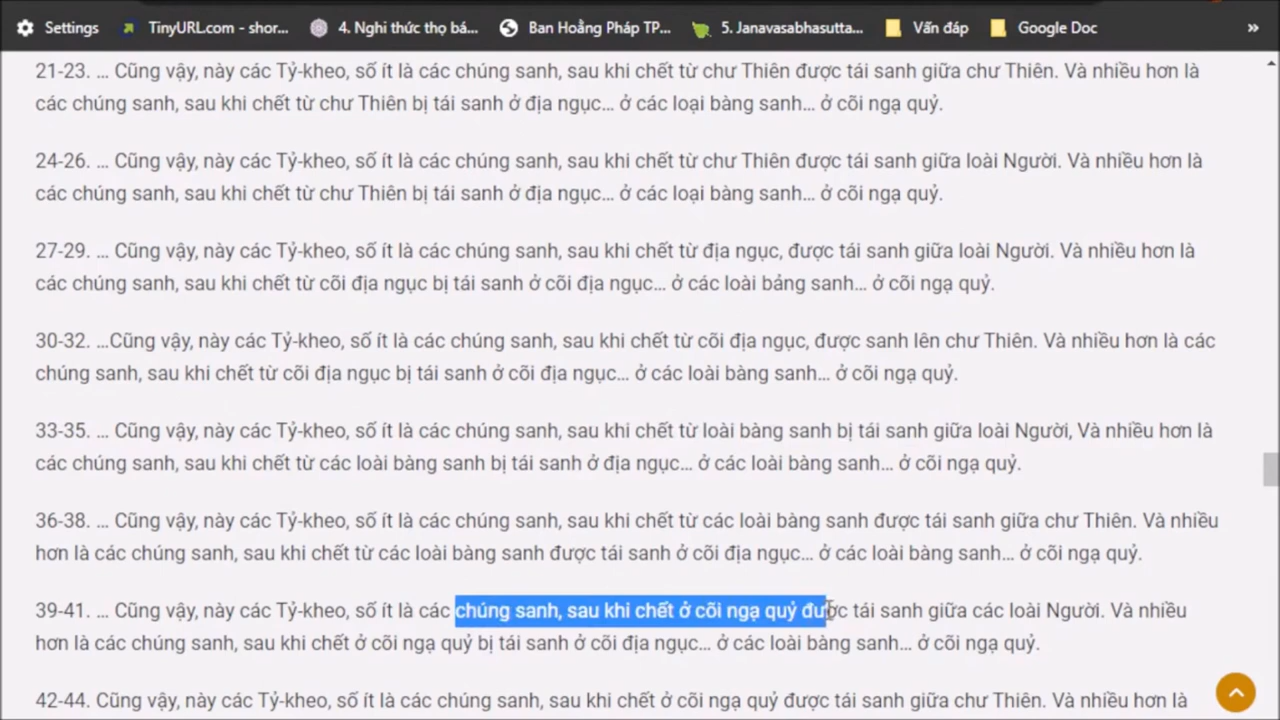 Settings TinyURL.com - shor... 4. Nghi thức thọ bá... Ban Hoằng Pháp TP... 5. Janavasabhasutta... Vấn đáp Google Doc »
21-23. ... Cũng vậy, này các Tỷ-kheo, số ít là các chúng sanh, sau khi chết từ chư Thiên được tái sanh giữa chư Thiên. Và nhiều hơn là
các chúng sanh, sau khi chết từ chư Thiên bị tái sanh ở địa ngục... ở các loại bàng sanh... ở cõi ngạ quỷ.
24-26. ... Cũng vậy, này các Tỷ-kheo, số ít là các chúng sanh, sau khi chết từ chư Thiên được tái sanh giữa loài Người. Và nhiều hơn là
các chúng sanh, sau khi chết từ chư Thiên bị tái sanh ở địa ngục... ở các loại bàng sanh... ở cõi ngạ quỷ.
27-29. ... Cũng vậy, này các Tỷ-kheo, số ít là các chúng sanh, sau khi chết từ địa ngục, được tái sanh giữa loài Người. Và nhiều hơn là
các chúng sanh, sau khi chết từ cõi địa ngục bị tái sanh ở cõi địa ngục... ở các loài bảng sanh... ở cõi ngạ quỷ.
30-32. ...Cũng vậy, này các Tỷ-kheo, số ít là các chúng sanh, sau khi chết từ cõi địa ngục, được sanh lên chư Thiên. Và nhiều hơn là các
chúng sanh, sau khi chết từ cõi địa ngục bị tái sanh ở cõi địa ngục... ở các loài bàng sanh... ở cõi ngạ quỷ.
33-35. ... Cũng vậy, này các Tỷ-kheo, số ít là các chúng sanh, sau khi chết từ loài bàng sanh bị tái sanh giữa loài Người, Và nhiều hơn là
các chúng sanh, sau khi chết từ các loài bàng sanh bị tái sanh ở địa ngục... ở các loài bàng sanh... ở cõi ngạ quỷ.
36-38. ... Cũng vậy, này các Tỷ-kheo, số ít là các chúng sanh, sau khi chết từ các loài bàng sanh được tái sanh giữa chư Thiên. Và nhiều
hơn là các chúng sanh, sau khi chết từ các loài bàng sanh được tái sanh ở cõi địa ngục... ở các loài bàng sanh... ở cõi ngạ quỷ.
39-41. ... Cũng vậy, này các Tỷ-kheo, số ít là các chúng sanh, sau khi chết ở cõi ngạ quỷ được tái sanh giữa các loài Người. Và nhiều
hơn là các chúng sanh, sau khi chết ở cõi ngạ quỷ bị tái sanh ở cõi địa ngục... ở các loài bàng sanh... ở cõi ngạ quỷ.
42-44. Cũng vậy, này các Tỷ-kheo, số ít là các chúng sanh, sau khi chết ở cõi ngạ quỷ được tái sanh giữa chư Thiên. Và nhiều hơn là